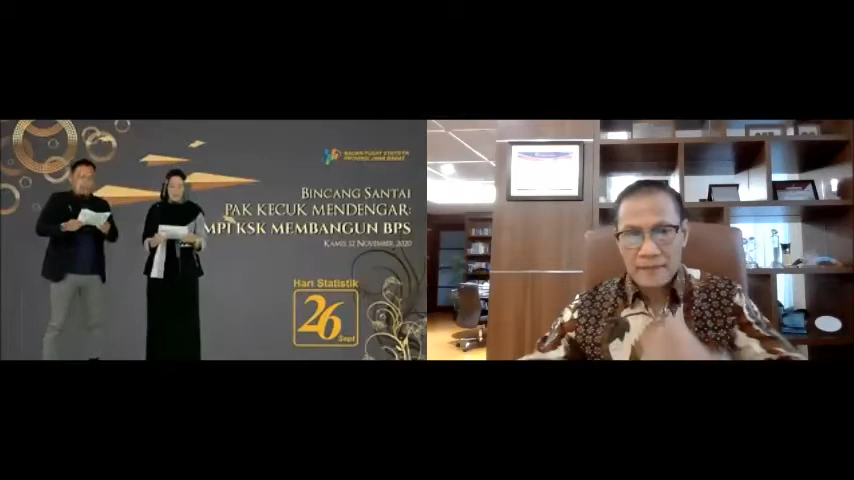 BADAN PUSAT STATISTIK
PROVINSI JAWA BARAT
BINCANG SANTAI
PAK KECUK MENDENGAR:
MPI KSK MEMBANGUN BPS
KAMIS 12 NOVEMBER, 2020
Hari Statistik
26
Sept